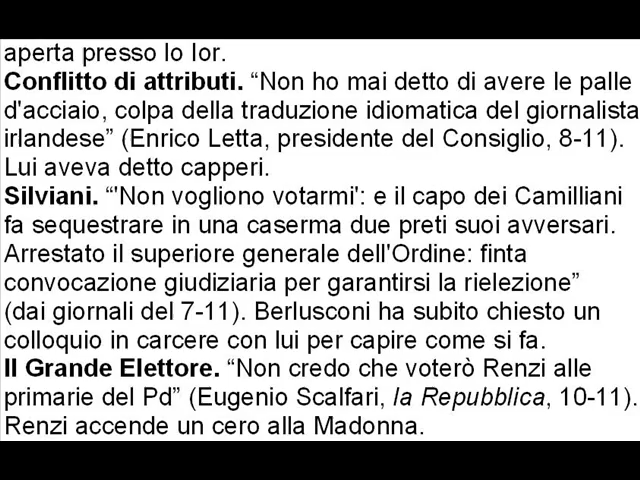 aperta presso lo Ior.
Conflitto di attributi. “Non ho mai detto di avere le palle
d'acciaio, colpa della traduzione idiomatica del giornalista
irlandese” (Enrico Letta, presidente del Consiglio, 8-11).
Lui aveva detto capperi.
Silviani. “'Non vogliono votarmi': e il capo dei Camilliani
fa sequestrare in una caserma due preti suoi avversari.
Arrestato il superiore generale dell'Ordine: finta
convocazione giudiziaria per garantirsi la rielezione”
(dai giornali del 7-11). Berlusconi ha subito chiesto un
colloquio in carcere con lui per capire come si fa.
Il Grande Elettore. “Non credo che voterò Renzi alle
primarie del Pd” (Eugenio Scalfari, la Repubblica, 10-11).
Renzi accende un cero alla Madonna.